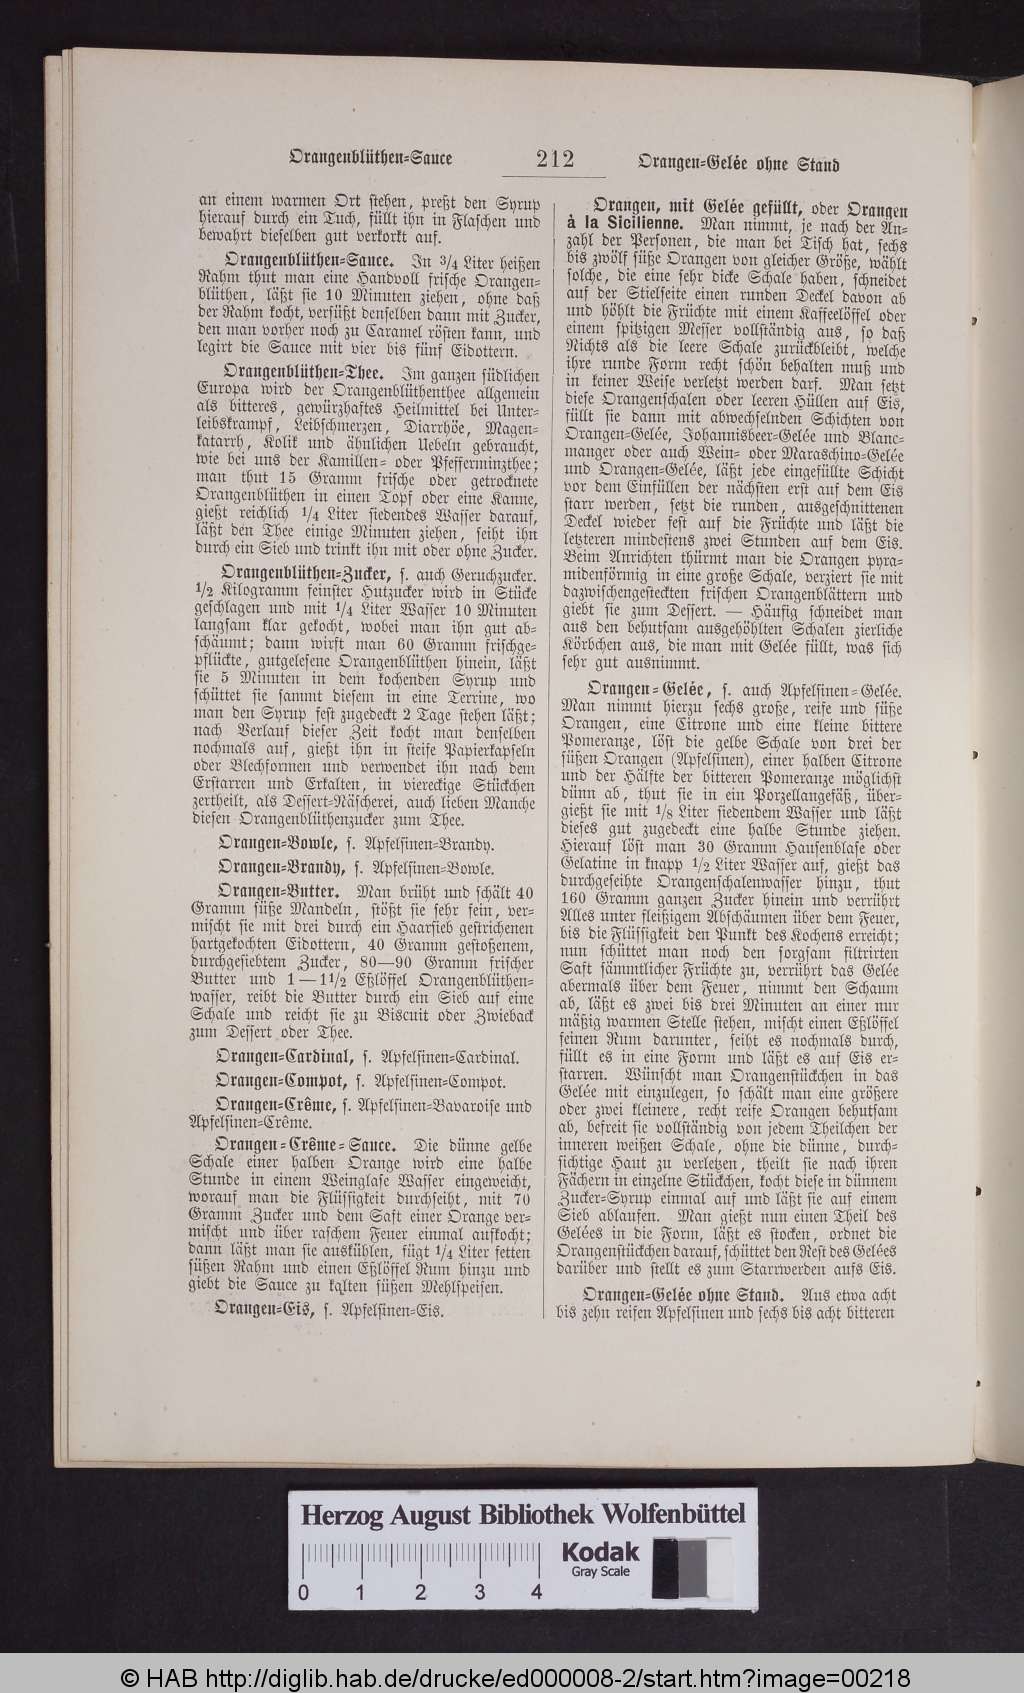 Orangenblüthen-Sauce
212
Orangen-Gelée ohne Stand
an einem warmen Ort stehen, preßt den Syrup
hierauf durch ein Tuch, füllt ihn in Flaschen und
bewahrt dieselben gut verkorkt auf.
Orangenblüthen-Sauce. In 3/4 Liter heißen
Rahm thut man eine Handvoll frische Orangen-
blüthen, läßt sie 10 Minuten ziehen, ohne daß
der Rahm kocht, versüßt denselben dann mit Zucker,
den man vorher noch zu Caramel rösten kann, und
legirt die Sauce mit vier bis fünf Eidottern.
Orangenblüthen-Thee. Im ganzen südlichen
Europa wird der Orangenblüthenthee allgemein
als bitteres, gewürzhaftes Heilmittel bei Unter-
leibskrampf, Leibschmerzen, Diarrhöe, Magen-
katarrh, Kolik und ähnlichen Uebeln gebraucht,
wie bei uns der Kamillen- oder Pfefferminzthee;
man thut 15 Gramm frische oder getrocknete
Orangenblüthen in einen Topf oder eine Kanne,
gießt reichlich 1/4 Liter siedendes Wasser darauf,
läßt den Thee einige Minuten ziehen, seiht ihn
durch ein Sieb und trinkt ihn mit oder ohne Zucker.
Orangenblüthen-Zucker, s. auch Geruchzucker.
1/2 Kilogramm feinster Hutzucker wird in Stücke
geschlagen und mit 1/4 Liter Wasser 10 Minuten
langsam klar gekocht, wobei man ihn gut ab-
schäumt; dann wirft man 60 Gramm frischge-
pflückte, gutgelesene Orangenblüthen hinein, läßt
sie 5 Minuten in dem kochenden Syrup und
schüttet sie sammt diesem in eine Terrine, wo
man den Syrup fest zugedeckt 2 Tage stehen läßt;
nach Verlauf dieser Zeit kocht man denselben
nochmals auf, gießt ihn in steife Papierkapseln
oder Blechformen und verwendet ihn nach dem
Erstarren und Erkalten, in viereckige Stückchen
zertheilt, als Dessert-Näscherei, auch lieben Manche
diesen Orangenblüthenzucker zum Thee.
Orangen-Bowle, s. Apfelsinen-Brandy.
Orangen-Brandy, s. Apfelsinen-Bowle.
Orangen-Butter. Man brüht und schält 40
Gramm süße Mandeln, stößt sie sehr fein, ver-
mischt sie mit drei durch ein Haarsieb gestrichenen
hartgekochten Eidottern, 40 Gramm gestoßenem,
durchgesiebtem Zucker, 80—90 Gramm frischer
Butter und 1—1 1/2 Eßlöffel Orangenblüthen-
wasser, reibt die Butter durch ein Sieb auf eine
Schale und reicht sie zu Biscuit oder Zwieback
zum Dessert oder Thee.
Orangen-Cardinal, s. Apfelsinen-Cardinal.
Orangen-Compot, s. Apfelsinen-Compot.
Orangen-Crême, s. Apfelsinen-Bavaroise und
Apfelsinen-Crême.
Orangen-Crême-Sauce. Die dünne gelbe
Schale einer halben Orange wird eine halbe
Stunde in einem Weinglase Wasser eingeweicht,
worauf man die Flüssigkeit durchseiht, mit 70
Gramm Zucker und dem Saft einer Orange ver-
mischt und über raschem Feuer einmal aufkocht;
dann läßt man sie auskühlen, fügt 1/4 Liter fetten
süßen Rahm und einen Eßlöffel Rum hinzu und
giebt die Sauce zu kalten süßen Mehlspeisen.
Orangen-Eis, s. Apfelsinen-Eis.
Orangen, mit Gelée gefüllt, oder Orangen
à la Sicilienne. Man nimmt, je nach der An-
zahl der Personen, die man bei Tisch hat, sechs
bis zwölf süße Orangen von gleicher Größe, wählt
solche, die eine sehr dicke Schale haben, schneidet
auf der Stielseite einen runden Deckel davon ab
und höhlt die Früchte mit einem Kaffeelöffel oder
einem spitzigen Messer vollständig aus, so daß
Nichts als die leere Schale zurückbleibt, welche
ihre runde Form recht schön behalten muß und
in keiner Weise verletzt werden darf. Man setzt
diese Orangenschalen oder leeren Hüllen auf Eis,
füllt sie dann mit abwechselnden Schichten von
Orangen-Gelée, Johannisbeer-Gelée und Blanc-
manger oder auch Wein- oder Maraschino-Gelée
und Orangen-Gelée, läßt jede eingefüllte Schicht
vor dem Einfüllen der nächsten erst auf dem Eis
starr werden, setzt die runden, ausgeschnittenen
Deckel wieder fest auf die Früchte und läßt die
letzteren mindestens zwei Stunden auf dem Eis.
Beim Anrichten thürmt man die Orangen pyra-
midenförmig in eine große Schale, verziert sie mit
dazwischengesteckten frischen Orangenblättern und
giebt sie zum Dessert. — Häufig schneidet man
aus den behutsam ausgehöhlten Schalen zierliche
Körbchen aus, die man mit Gelée füllt, was sich
sehr gut ausnimmt.
Orangen-Gelée, s. auch Apfelsinen-Gelée.
Man nimmt hierzu sechs große, reife und süße
Orangen, eine Citrone und eine kleine bittere
Pomeranze, löst die gelbe Schale von drei der
süßen Orangen (Apfelsinen), einer halben Citrone
und der Hälfte der bitteren Pomeranze möglichst
dünn ab, thut sie in ein Porzellangefäß, über-
gießt sie mit 1/8 Liter siedendem Wasser und läßt
dieses gut zugedeckt eine halbe Stunde ziehen.
Hierauf löst man 30 Gramm Hausenblase oder
Gelatine in knapp 1/2 Liter Wasser auf, gießt das
durchgeseihte Orangenschalenwasser hinzu, thut
160 Gramm ganzen Zucker hinein und verrührt
Alles unter fleißigem Abschäumen über dem Feuer,
bis die Flüssigkeit den Punkt des Kochens erreicht;
nun schüttet man noch den sorgsam filtrirten
Saft sämmtlicher Früchte zu, verrührt das Gelée
abermals über dem Feuer, nimmt den Schaum
ab, läßt es zwei bis drei Minuten an einer nur
mäßig warmen Stelle stehen, mischt einen Eßlöffel
feinen Rum darunter, seiht es nochmals durch,
füllt es in eine Form und läßt es auf Eis er-
starren. Wünscht man Orangenstückchen in das
Gelée mit einzulegen, so schält man eine größere
oder zwei kleinere, recht reife Orangen behutsam
ab, befreit sie vollständig von jedem Theilchen der
inneren weißen Schale, ohne die dünne, durch-
sichtige Haut zu verletzen, theilt sie nach ihren
Fächern in einzelne Stückchen, kocht diese in dünnem
Zucker-Syrup einmal auf und läßt sie auf einem
Sieb ablaufen. Man gießt nun einen Theil des
Gelées in die Form, läßt es stocken, ordnet die
Orangenstückchen darauf, schüttet den Rest des Gelées
darüber und stellt es zum Starrwerden aufs Eis.
Orangen-Gelée ohne Stand. Aus etwa acht
bis zehn reifen Apfelsinen und sechs bis acht bitteren
Herzog August Bibliothek Wolfenbüttel
0 1 2 3 4
Kodak
Gray Scale
© HAB http://diglib.hab.de/drucke/ed000008-2/start.htm?image=00218